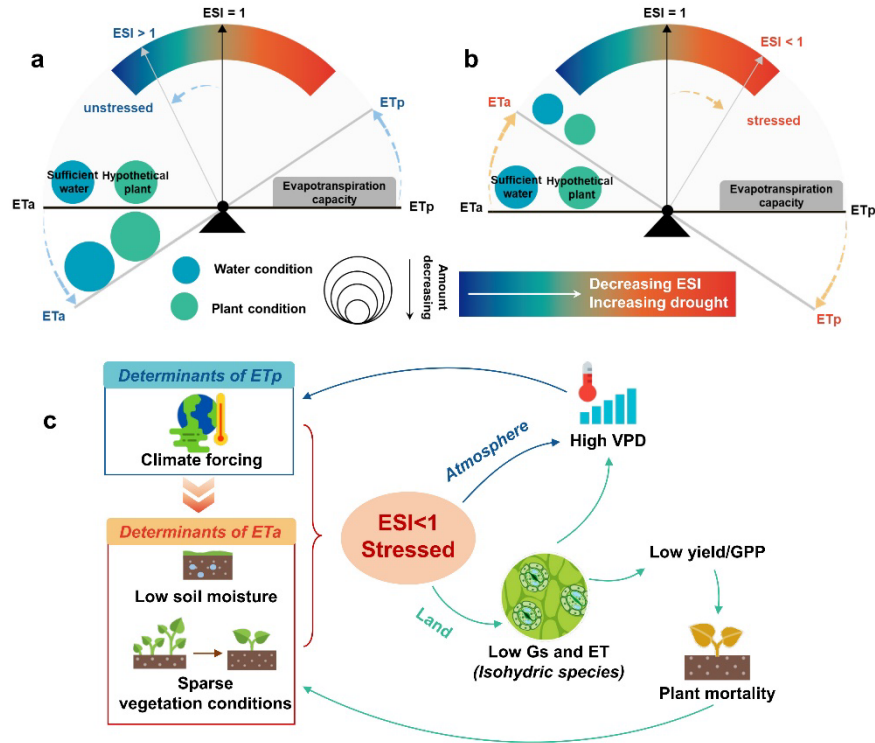 a
ESI > 1
ESI = 1
unstressed
ETp
Sufficient
water
Hypothetical
plant
Evapotranspiration
capacity
ETa
ETp
ETa
b
ESI = 1
ESI < 1
ETa
stressed
Sufficient
water
Hypothetical
plant
Evapotranspiration
capacity
ETa
ETp
ETp
Water condition
Plant condition
Amount
decreasing
Decreasing ESI
Increasing drought
c
Determinants of ETp
Climate forcing
Determinants of ETa
Low soil moisture
Sparse
vegetation conditions
ESI<1
Stressed
Atmosphere
Land
High VPD
Low Gs and ET
(Isohydric species)
Low yield/GPP
Plant mortality